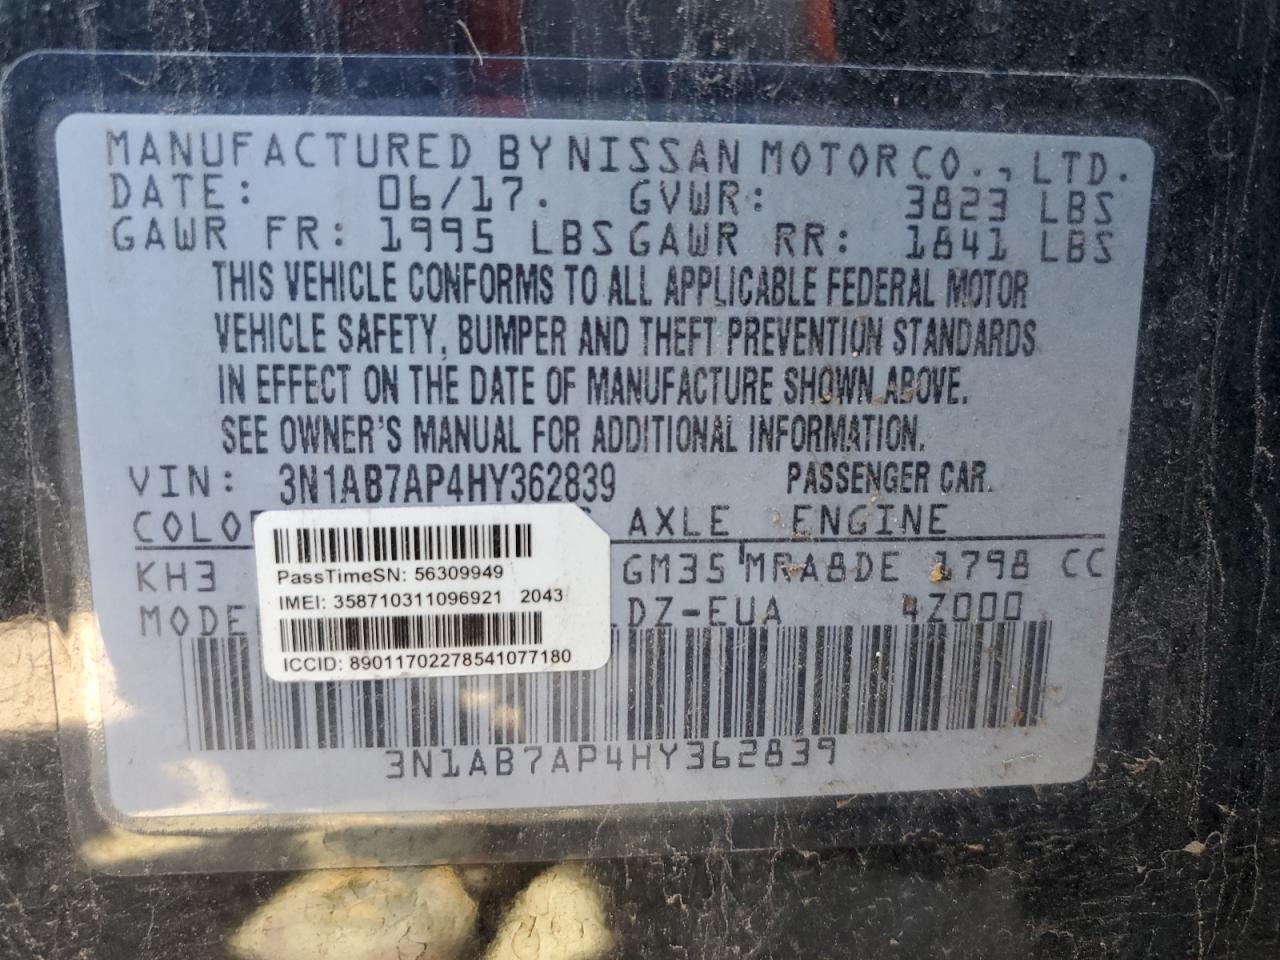 MANUFACTURED BY NISSAN MOTOR CO., LTD.
DATE: 06/17. GVWR: 3823 LBS
GAWR FR: 1995 LBS GAWR RR: 1841 LBS
THIS VEHICLE CONFORMS TO ALL APPLICABLE FEDERAL MOTOR
VEHICLE SAFETY, BUMPER AND THEFT PREVENTION STANDARDS
IN EFFECT ON THE DATE OF MANUFACTURE SHOWN ABOVE.
SEE OWNER'S MANUAL FOR ADDITIONAL INFORMATION.
VIN: 3N1AB7AP4HY362839 PASSENGER CAR.
AXLE ENGINE
KH3 GM35 MRA8DE 1798 CC
DZ-EUA 4Z000
PassTimeSN: 56309949
IMEI: 358710311096921 2043
ICCID: 89011702278541077180
3N1AB7AP4HY362839